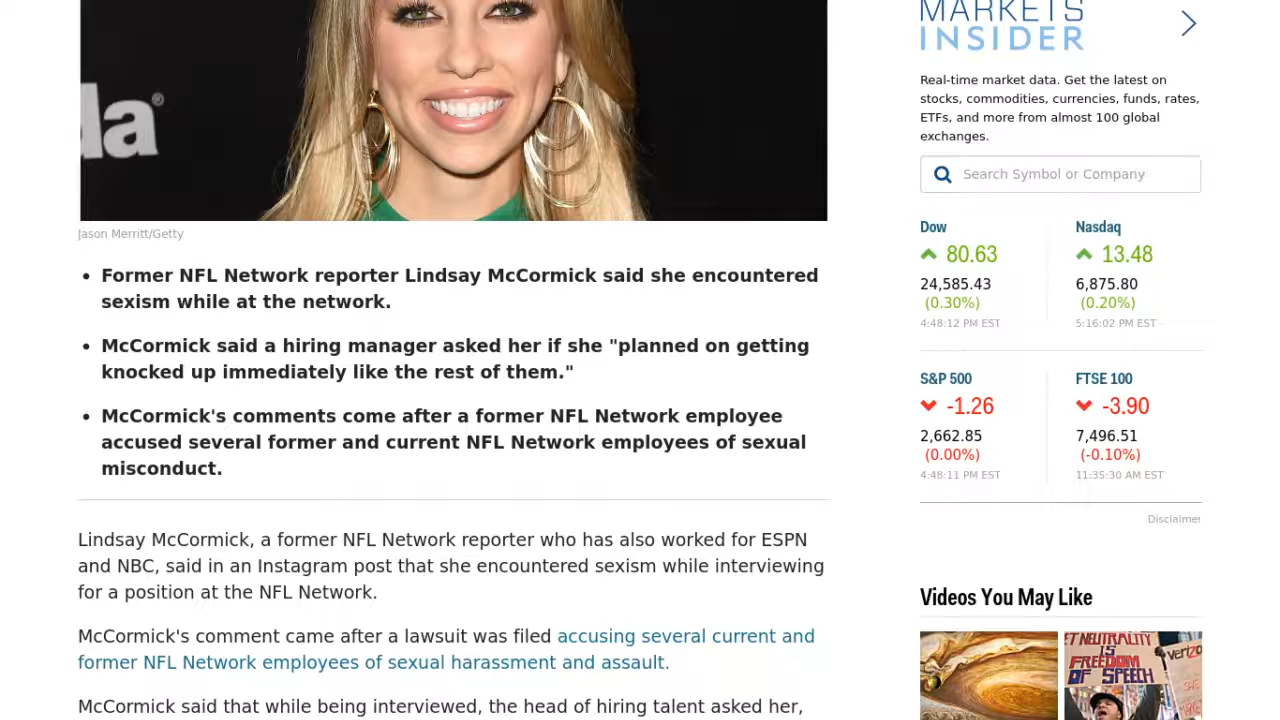 la®
Jason Merritt/Getty
• Former NFL Network reporter Lindsay McCormick said she encountered
sexism while at the network.
• McCormick said a hiring manager asked her if she "planned on getting
knocked up immediately like the rest of them."
• McCormick's comments come after a former NFL Network employee
accused several former and current NFL Network employees of sexual
misconduct.
Lindsay McCormick, a former NFL Network reporter who has also worked for ESPN
and NBC, said in an Instagram post that she encountered sexism while interviewing
for a position at the NFL Network.
McCormick's comment came after a lawsuit was filed accusing several current and
former NFL Network employees of sexual harassment and assault.
McCormick said that while being interviewed, the head of hiring talent asked her,
MARKETS
INSIDER
Real-time market data. Get the latest on
stocks, commodities, currencies, funds, rates,
ETFs, and more from almost 100 global
exchanges.
Search Symbol or Company
Dow
80.63
24,585.43
(0.30%)
4:48:12 PM EST
Nasdaq
13.48
6,875.80
(0.20%)
5:16:02 PM EST
S&P 500
-1.26
2,662.85
(0.00%)
4:48:11 PM EST
FTSE 100
-3.90
7,496.51
(-0.10%)
11:35:30 AM EST
Disclaimer
Videos You May Like
ET NEUTRALITY
IS
FREEDOM
OF SPEECH
verizo